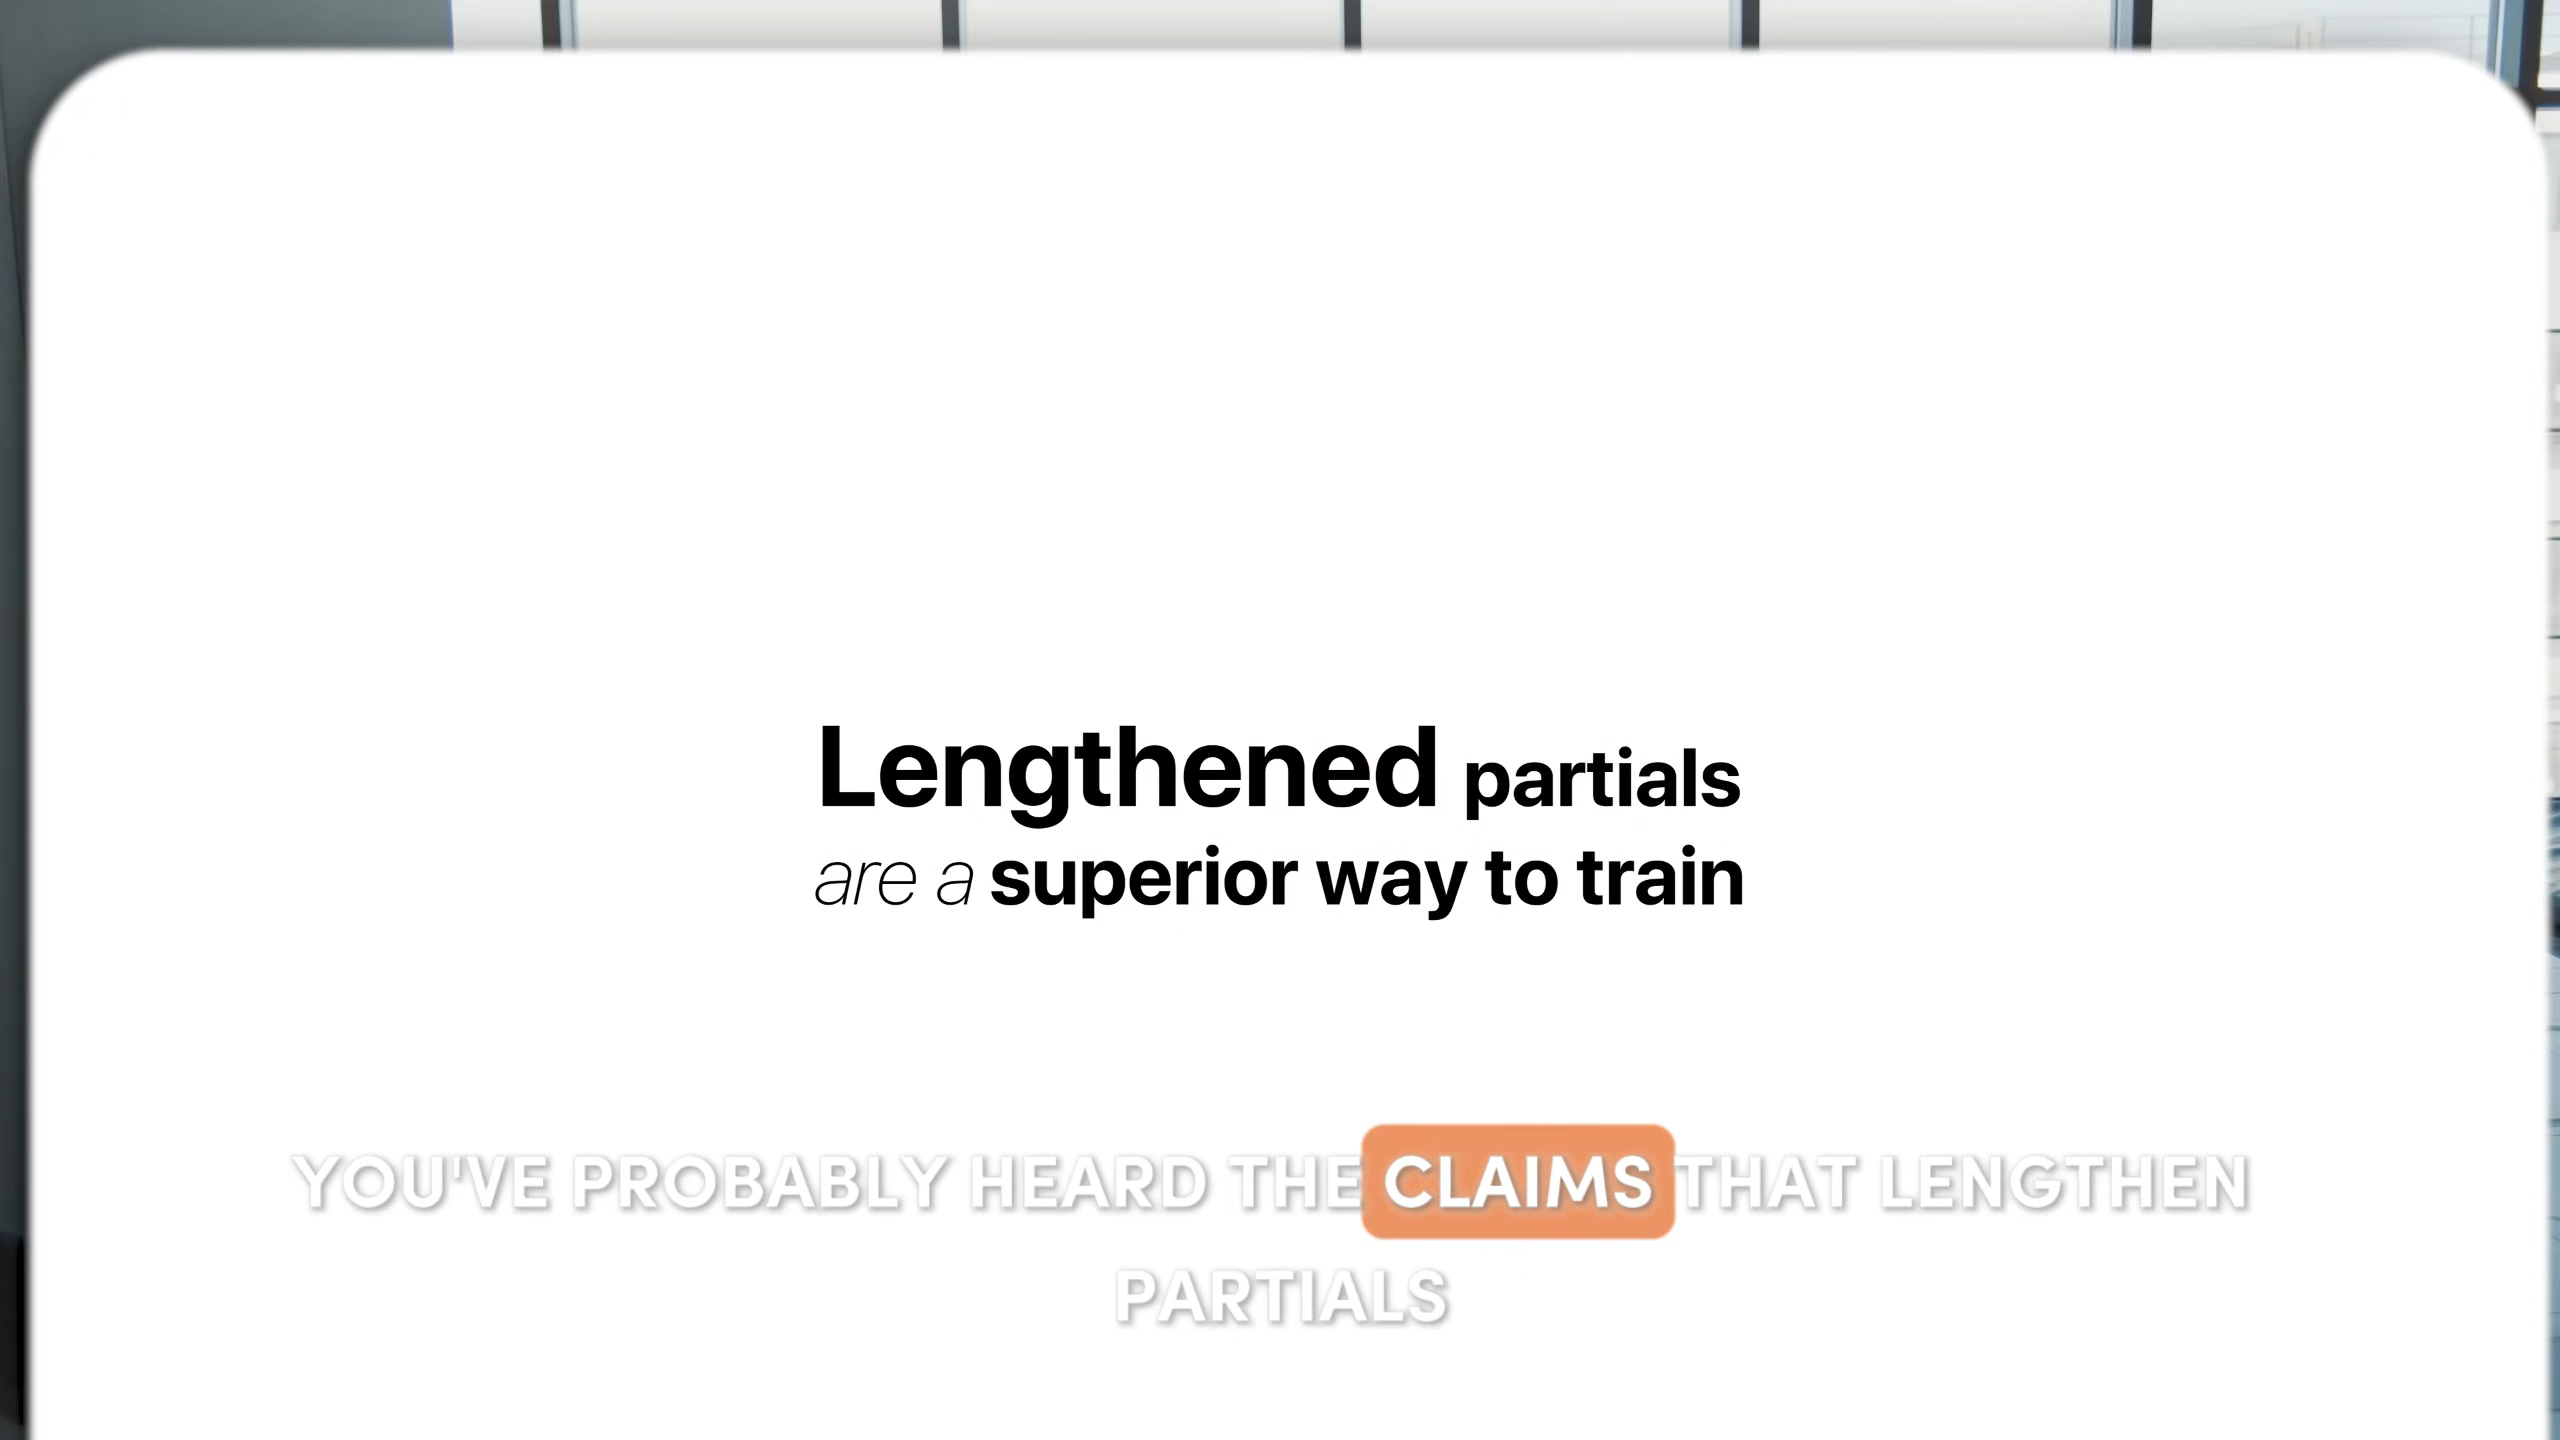 Lengthened partials
are a superior way to train
YOU'VE PROBABLY HEARD THE CLAIMS THAT LENGTHEN
PARTIALS